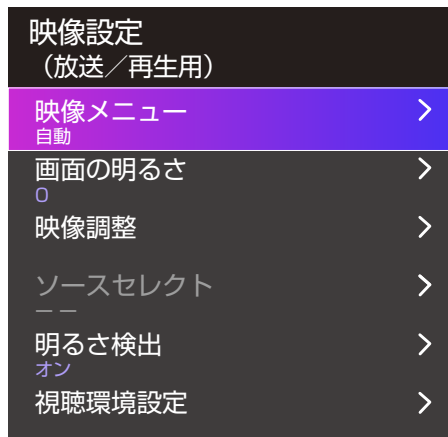 映像設定
（放送／再生用）
映像メニュー
自動
画面の明るさ
0
映像調整
ソースセレクト
－－
明るさ検出
オン
視聴環境設定